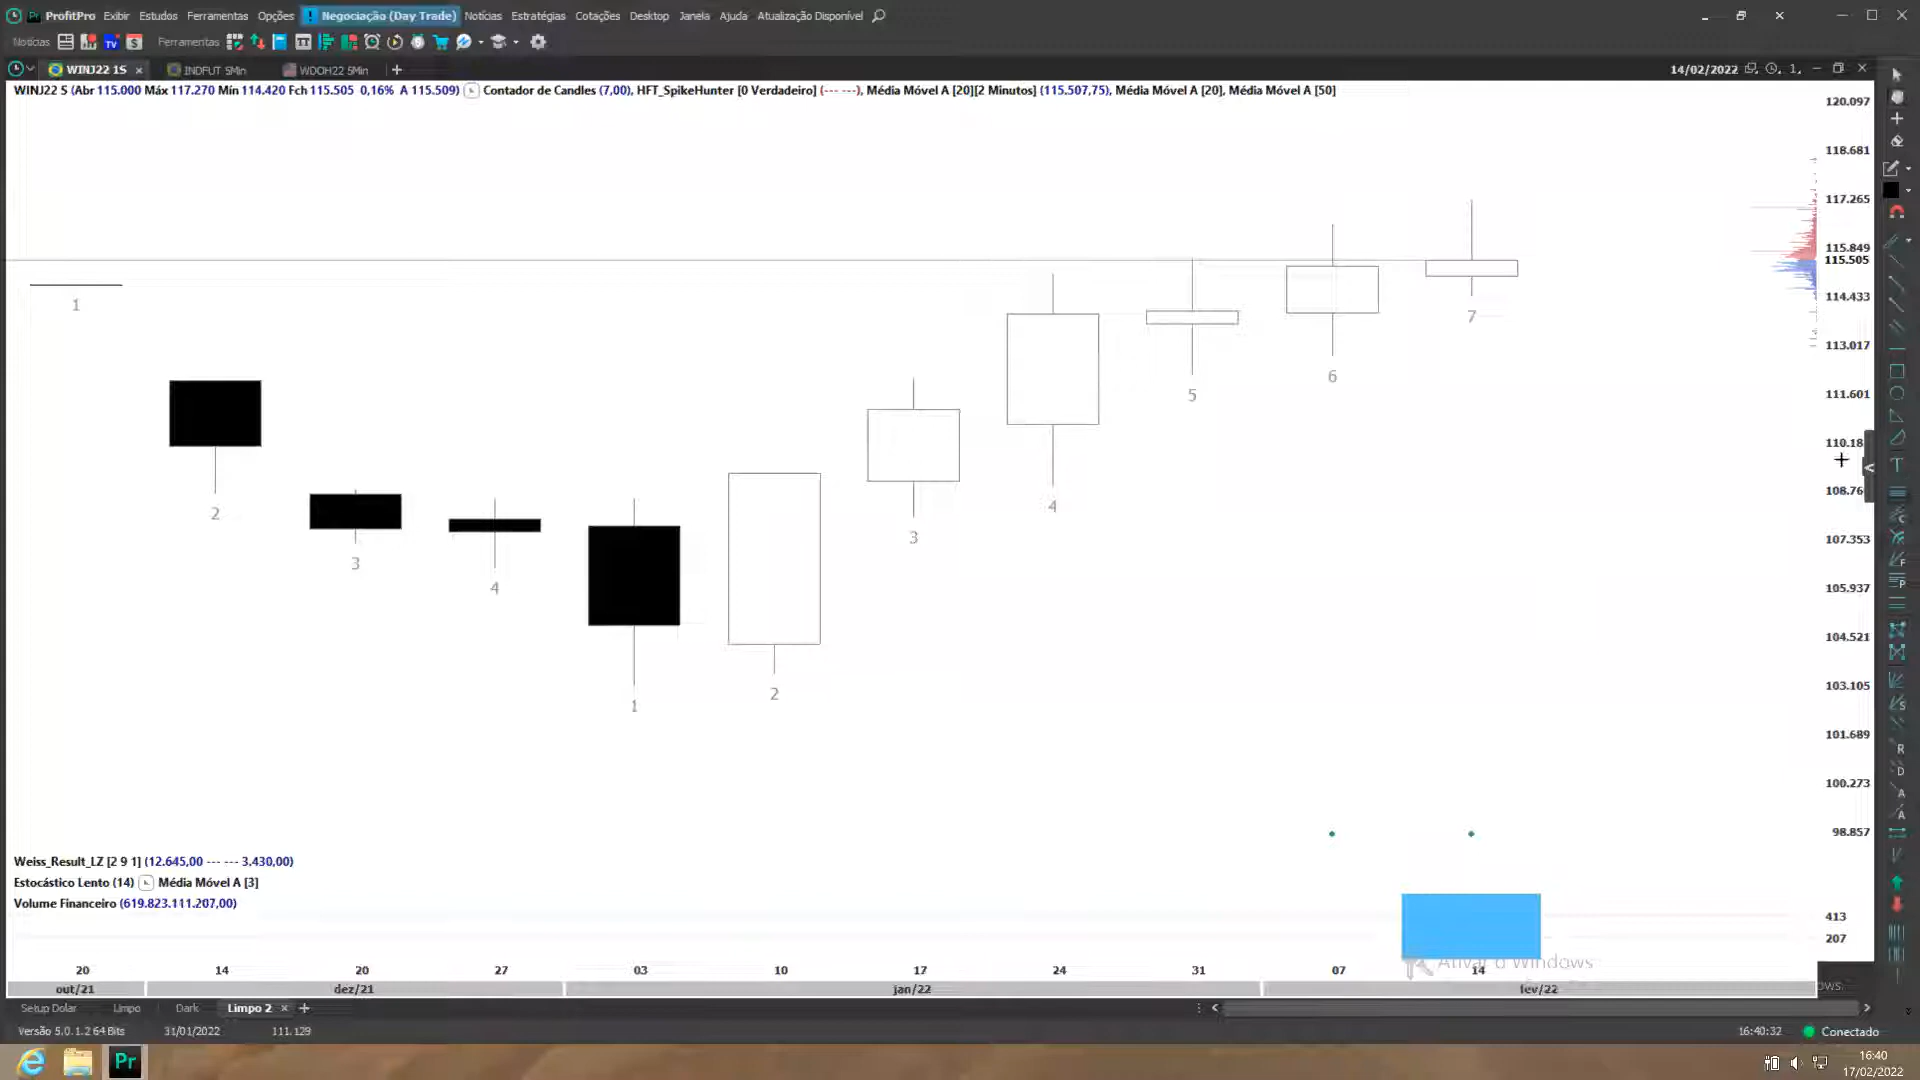 ProfitPro Exibir Estudos Ferramentas Opções ! Negociação (Day Trade) Notícias Estratégias Cotações Desktop Janela Ajuda Atualização Disponível
Notícias Ferramentas
WINJ22 1S INDFUT 5Min WDOH22 5Min 14/02/2022
WINJ22 S (Abr 115.000 Máx 117.270 Mín 114.420 Fch 115.505 0,16% A 115.509) Contador de Candles (7,00), HFT_SpikeHunter [0 Verdadeiro] (--- ---), Média Móvel A [20][2 Minutos] (115.507,75), Média Móvel A [20], Média Móvel A [50]
120.097
118.681
117.265
115.849
115.505
114.433
113.017
111.601
110.18
108.76
107.353
105.937
104.521
103.105
101.689
100.273
98.857
1
2
3
4
1
2
3
4
5
6
7
Weiss_Result_LZ [2 9 1] (12.645,00 --- --- 3.430,00)
Estocástico Lento (14) Média Móvel A [3]
Volume Financeiro (619.823.111.207,00)
413
207
Ativar o Windows
20 14 20 27 03 10 17 24 31 07 14
out/21 dez/21 jan/22 fev/22
Setup Dolar Limpo Dark Limpo 2
Versão 5.0.1.2 64 Bits 31/01/2022 111.129 16:40:32 Conectado
Pr 16:40
17/02/2022